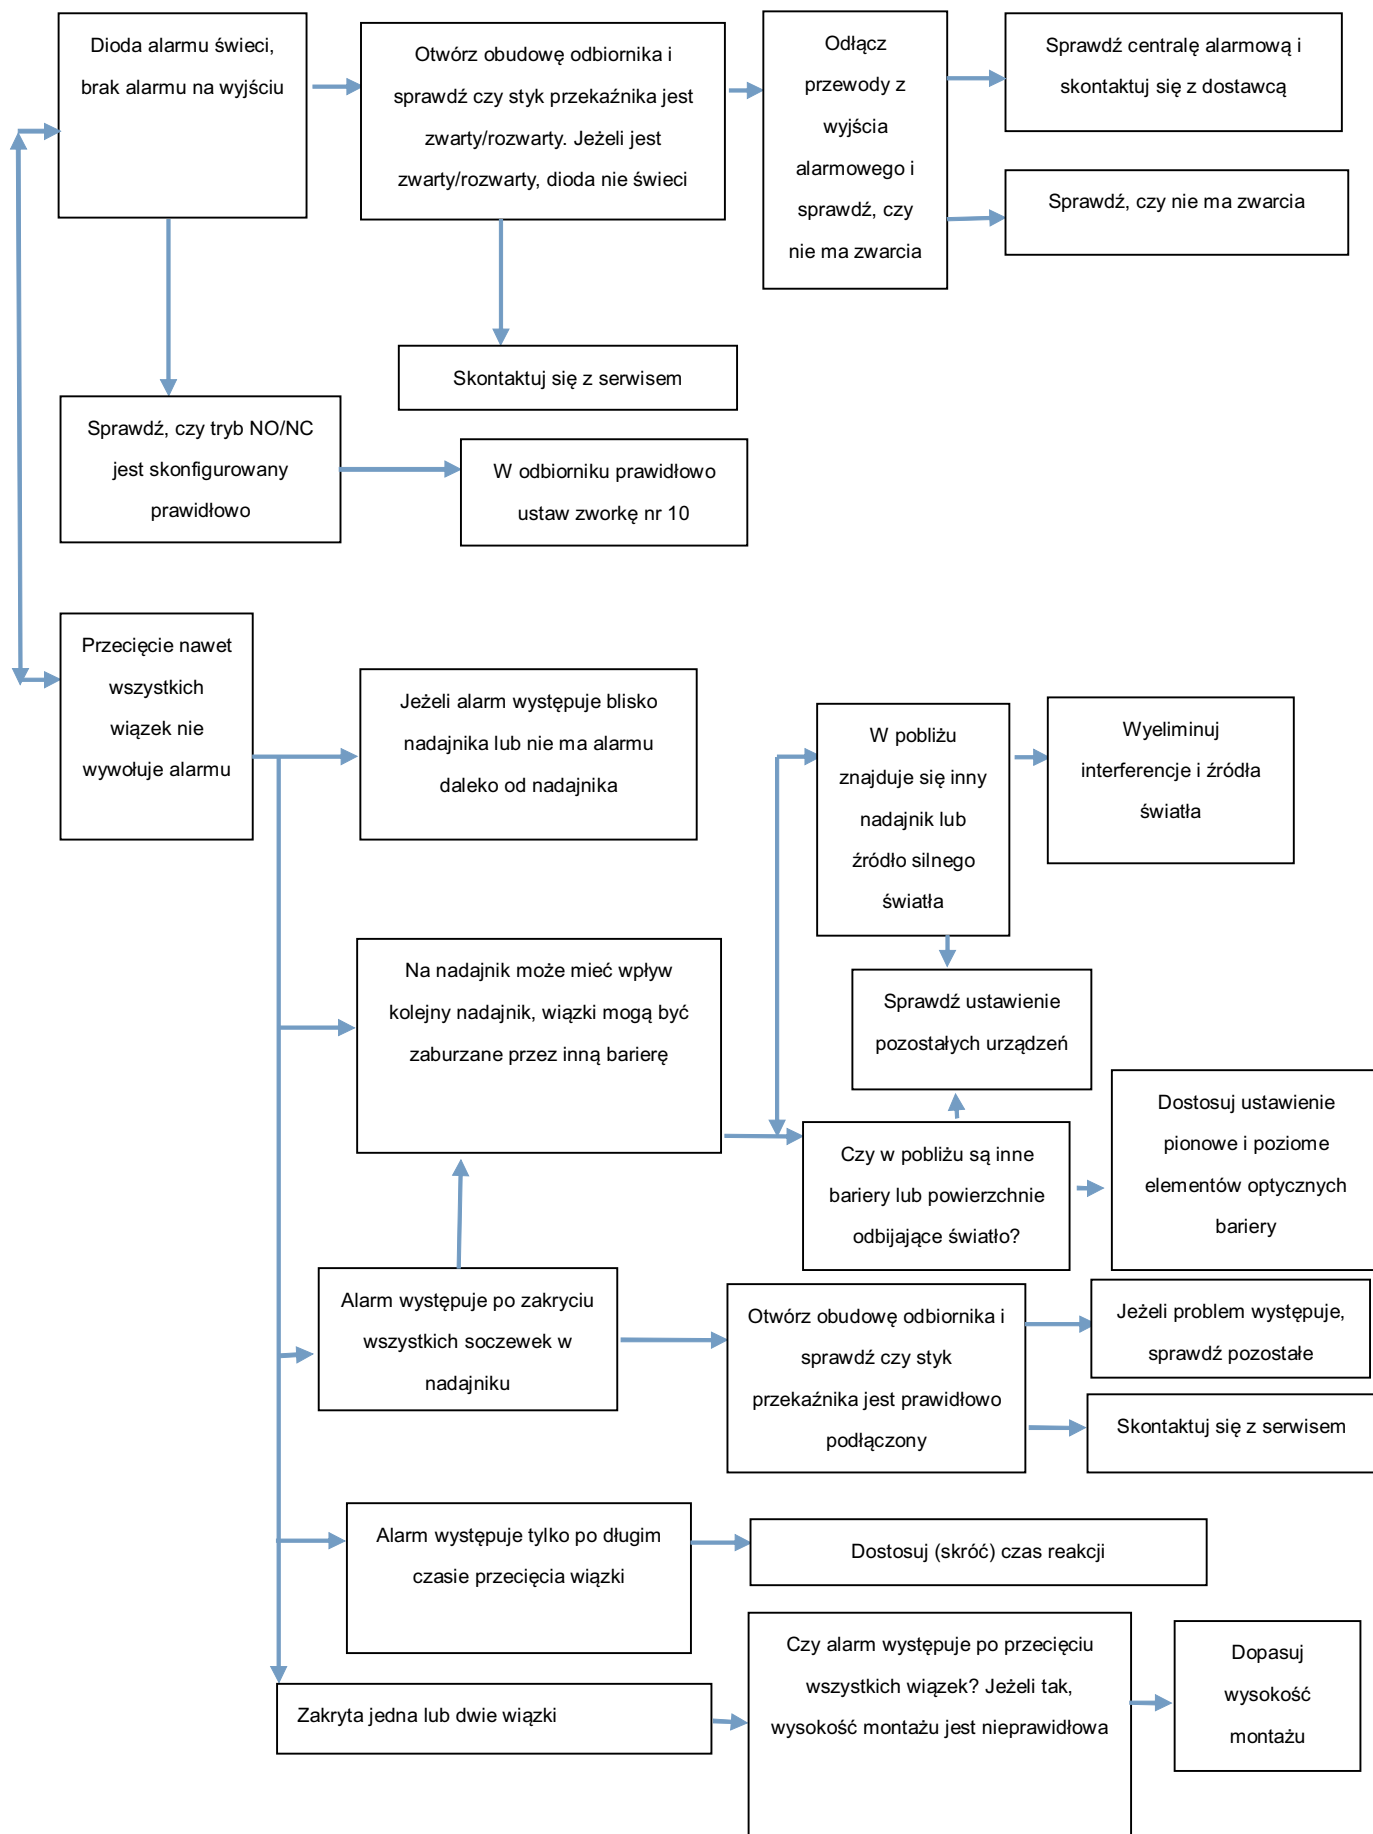 Dioda alarmu świeci,
brak alarmu na wyjściu
Otwórz obudowę odbiornika i
sprawdź czy styk przekaźnika jest
zwarty/rozwarty. Jeżeli jest
zwarty/rozwarty, dioda nie świeci
Odłącz
przewody z
wyjścia
alarmowego i
sprawdź, czy
nie ma zwarcia
Sprawdź centralę alarmową i
skontaktuj się z dostawcą
Sprawdź, czy nie ma zwarcia
Skontaktuj się z serwisem
Sprawdź, czy tryb NO/NC
jest skonfigurowany
prawidłowo
W odbiorniku prawidłowo
ustaw zworkę nr 10
Przecięcie nawet
wszystkich
wiązek nie
wywołuje alarmu
Jeżeli alarm występuje blisko
nadajnika lub nie ma alarmu
daleko od nadajnika
W pobliżu
znajduje się inny
nadajnik lub
źródło silnego
światła
Wyeliminuj
interferencje i źródła
światła
Na nadajnik może mieć wpływ
kolejny nadajnik, wiązki mogą być
zaburzane przez inną barierę
Sprawdź ustawienie
pozostałych urządzeń
Czy w pobliżu są inne
bariery lub powierzchnie
odbijające światło?
Dostosuj ustawienie
pionowe i poziome
elementów optycznych
bariery
Alarm występuje po zakryciu
wszystkich soczewek w
nadajniku
Otwórz obudowę odbiornika i
sprawdź czy styk
przekaźnika jest prawidłowo
podłączony
Jeżeli problem występuje,
sprawdź pozostałe
Skontaktuj się z serwisem
Alarm występuje tylko po długim
czasie przecięcia wiązki
Dostosuj (skróć) czas reakcji
Zakryta jedna lub dwie wiązki
Czy alarm występuje po przecięciu
wszystkich wiązek? Jeżeli tak,
wysokość montażu jest nieprawidłowa
Dopasuj
wysokość
montażu